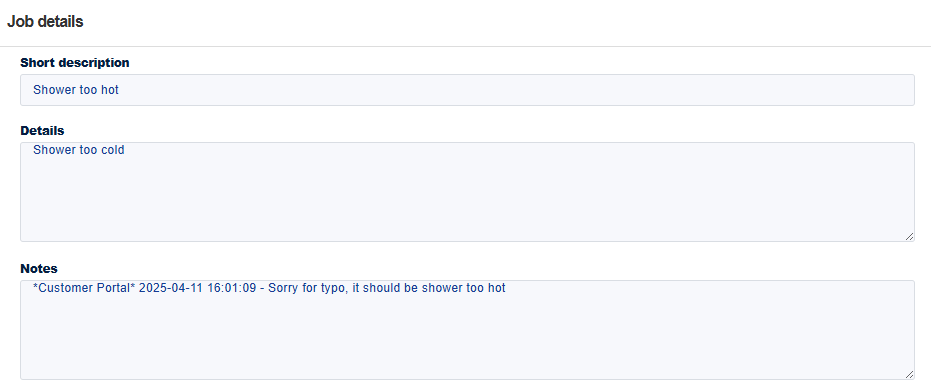 Job details
Short description
Shower too hot
Details
Shower too cold
Notes
*Customer Portal* 2025-04-11 16:01:09 - Sorry for typo, it should be shower too hot